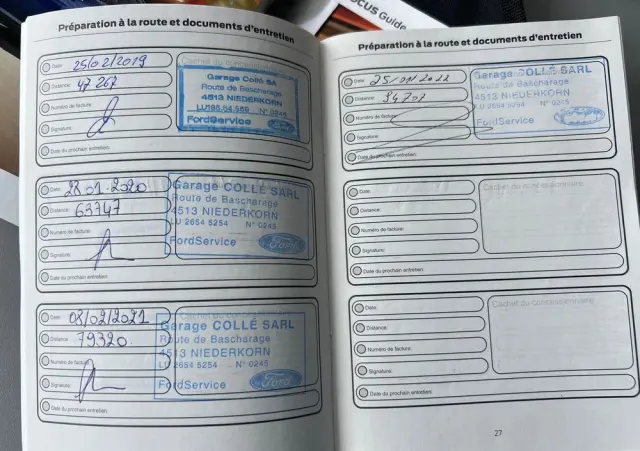 OCUS Guide
Préparation à la route et documents d'entretien
Date: 25/02/2019
Distance: 47 267
Numéro de facture:
Signature:
Date du prochain entretien:
Garage Collé SA
Route de Bascharage
4513 NIEDERKORN
N° 0245
FordService
Ford
Date: 28.01.2020
Distance: 63747
Numéro de facture:
Signature:
Date du prochain entretien:
Garage COLLÉ SARL
Route de Bascharage
4513 NIEDERKORN
LU 2654 5254 N° 0245
FordService
Ford
Date: 08/02/2021
Distance: 79320
Numéro de facture:
Signature:
Date du prochain entretien:
Garage COLLÉ SARL
Route de Bascharage
4513 NIEDERKORN
LU 2654 5254 N° 0245
FordService
Ford
Préparation à la route et documents d'entretien
Date:
Distance:
Numéro de facture:
Signature:
Date du prochain entretien:
Garage COLLÉ SARL
Route de Bascharage
4513 NIEDERKORN
LU 2654 5254 N° 0245
FordService
Date:
Distance:
Numéro de facture:
Signature:
Date du prochain entretien:
Cachet du concessionnaire
Date:
Distance:
Numéro de facture:
Signature:
Date du prochain entretien:
Cachet du concessionnaire
27